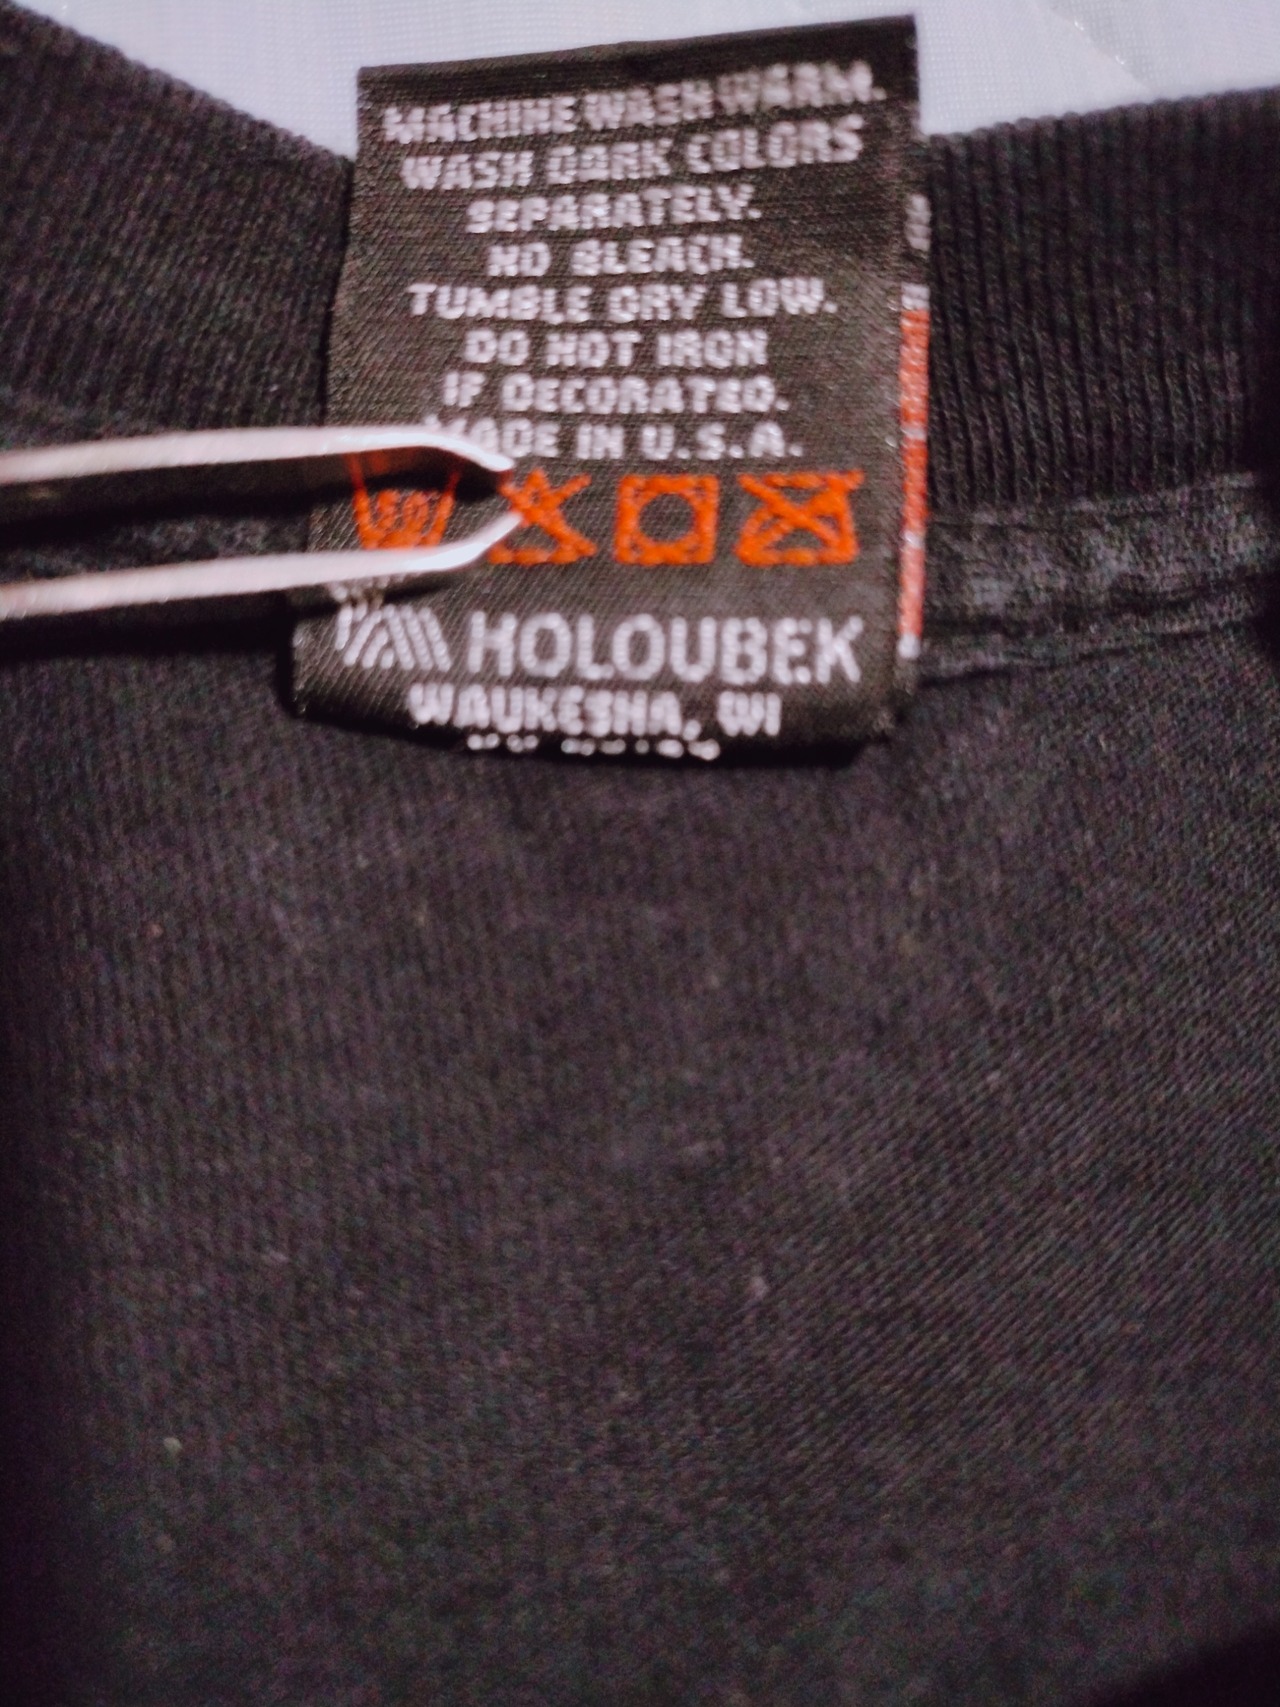 MACHINE WASH WARM.
WASH DARK COLORS
SEPARATELY.
NO BLEACH.
TUMBLE DRY LOW.
DO NOT IRON
IF DECORATED.
MADE IN U.S.A.
HOLOUBEK
WAUKESHA, WI